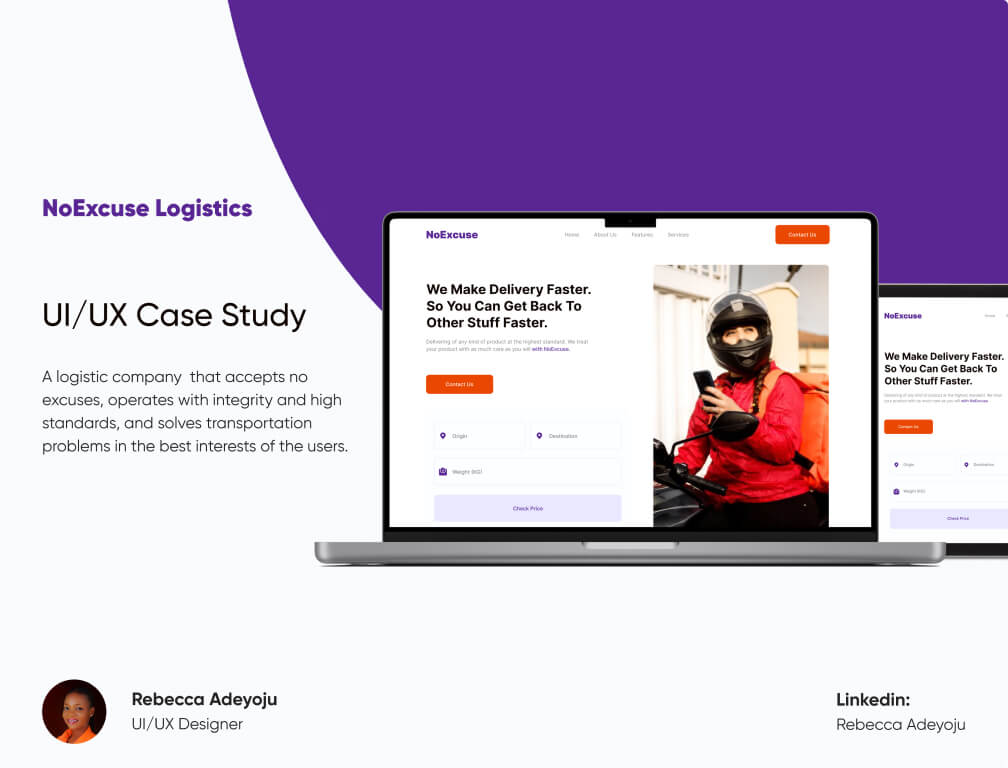 NoExcuse Logistics
UI/UX Case Study
A logistic company that accepts no
excuses, operates with integrity and high
standards, and solves transportation
problems in the best interests of the users.
NoExcuse
Home About Us Features Services
Contact Us
We Make Delivery Faster.
So You Can Get Back To
Other Stuff Faster.
Delivering of any kind of product at the highest standard. We treat
your product with as much care as you will with NoExcuse.
Contact Us
Origin Destination
Weight (KG)
Check Price
NoExcuse
Home
We Make Delivery Faster.
So You Can Get Back To
Other Stuff Faster.
Delivering of any kind of product at the highest standard. We treat
your product with as much care as you will with NoExcuse.
Contact Us
Origin Destination
Weight (KG)
Check Price
Rebecca Adeyoju
UI/UX Designer
Linkedin:
Rebecca Adeyoju